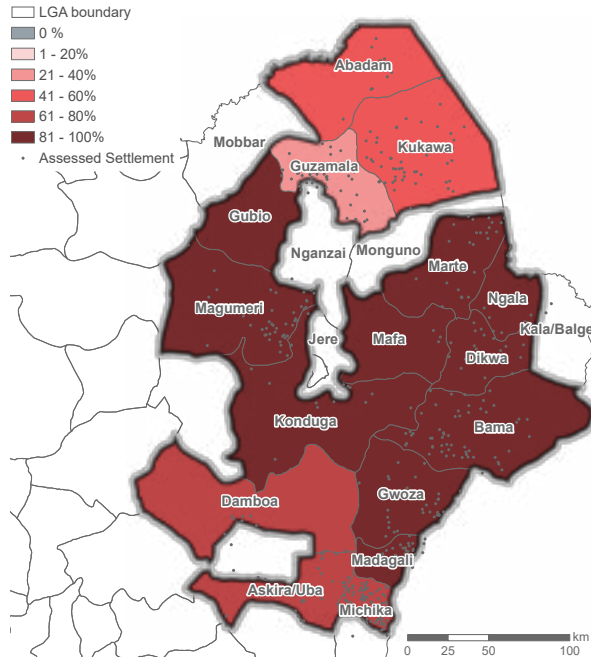 LGA boundary
0 %
1 - 20%
21 - 40%
41 - 60%
61 - 80%
81 - 100%
Assessed Settlement
Abadam
Mobbar
Kukawa
Guzamala
Gubio
Nganzai
Monguno
Marte
Magumeri
Ngala
Jere
Mafa
Kala/Balge
Dikwa
Konduga
Bama
Damboa
Gwoza
Madagali
Askira/Uba
Michika
km
0 25 50 100